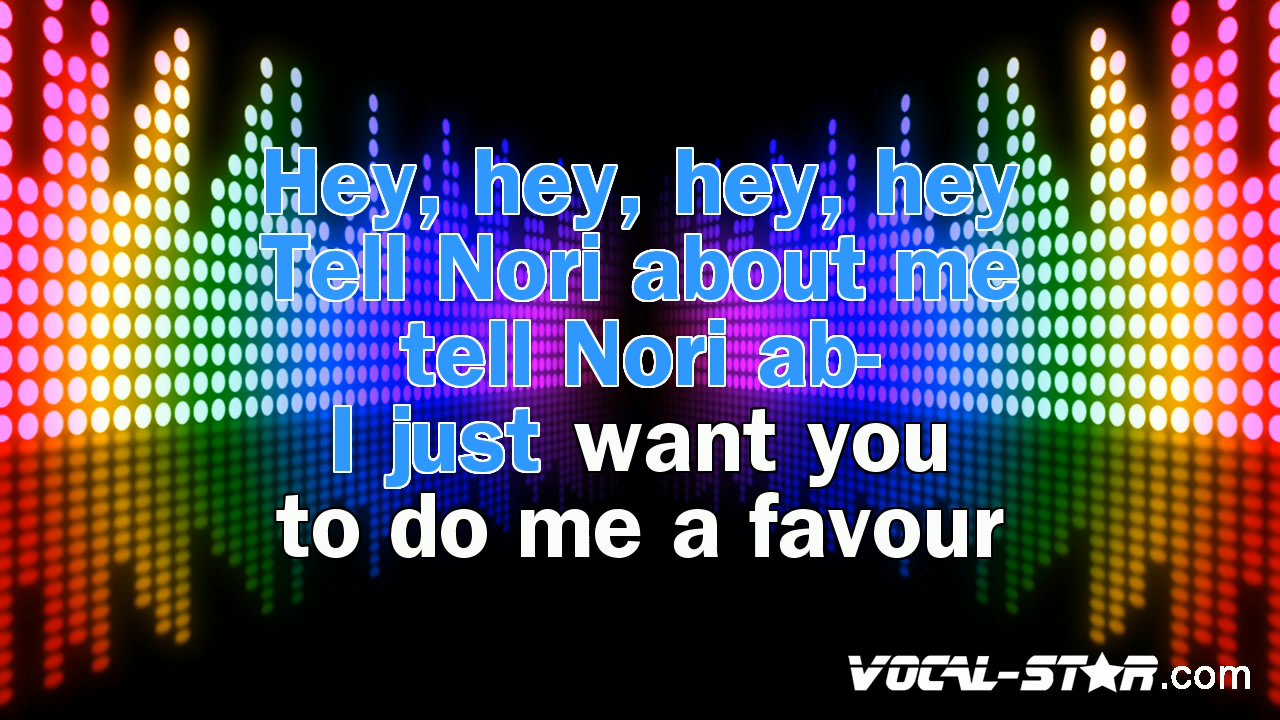 Hey, hey, hey, hey
Tell Nori about me
tell Nori ab-
I just want you
to do me a favour
VOCAL-STAR.com